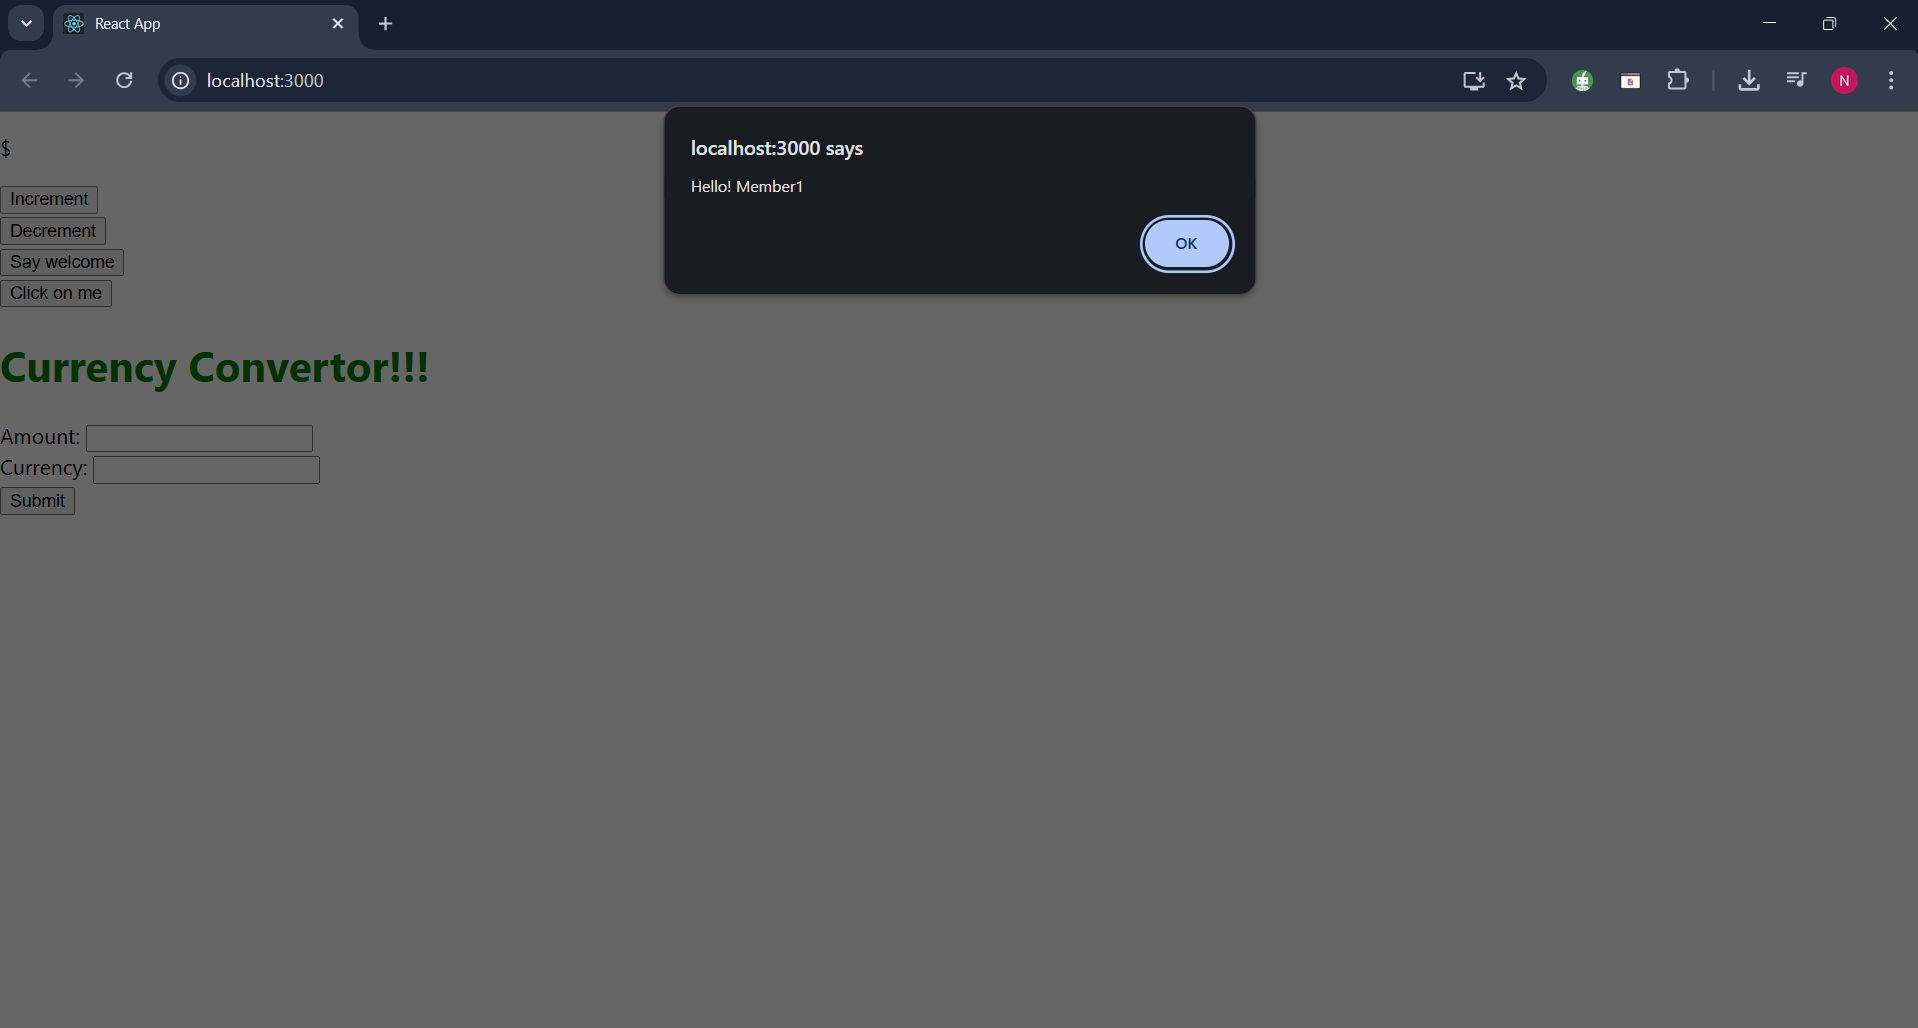 React App
localhost:3000
N
localhost:3000 says
Hello! Member1
OK
$
Increment
Decrement
Say welcome
Click on me
Currency Convertor!!!
Amount:
Currency:
Submit